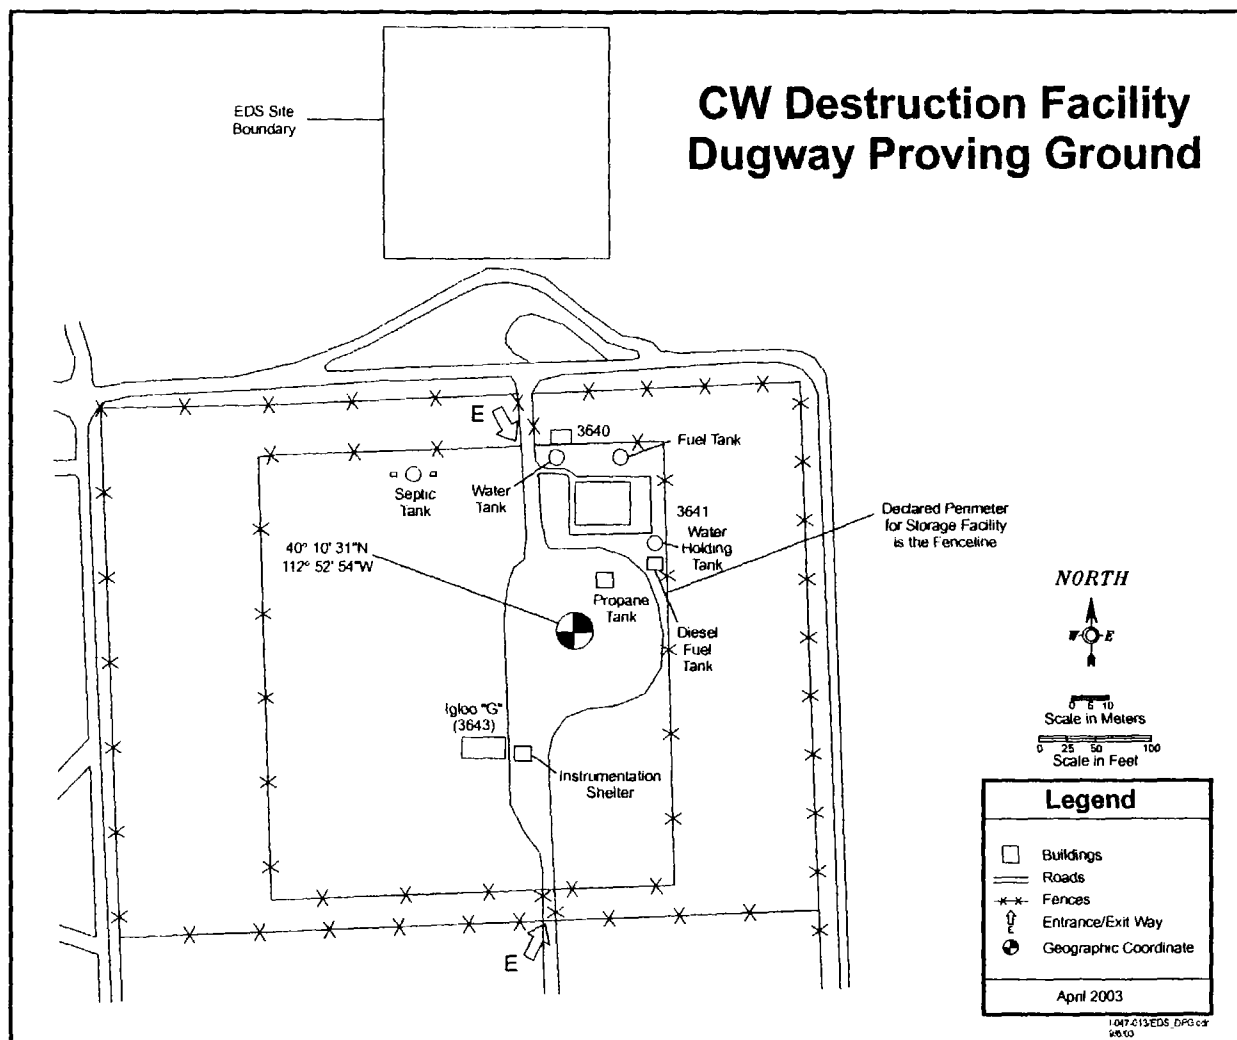 CW Destruction Facility
Dugway Proving Ground
EDS Site
Boundary
E
3640
Fuel Tank
Septic
Tank
Water
Tank
3641
Water
Holding
Tank
Declared Perimeter
for Storage Facility
is the Fenceline
40° 10' 31"N
112° 52' 54"W
Propane
Tank
Diesel
Fuel
Tank
NORTH
W E
0 5 10
Scale in Meters
0 25 50 100
Scale in Feet
Igloo "G"
(3643)
Instrumentation
Shelter
E
Legend
Buildings
Roads
Fences
E
Entrance/Exit Way
Geographic Coordinate
April 2003